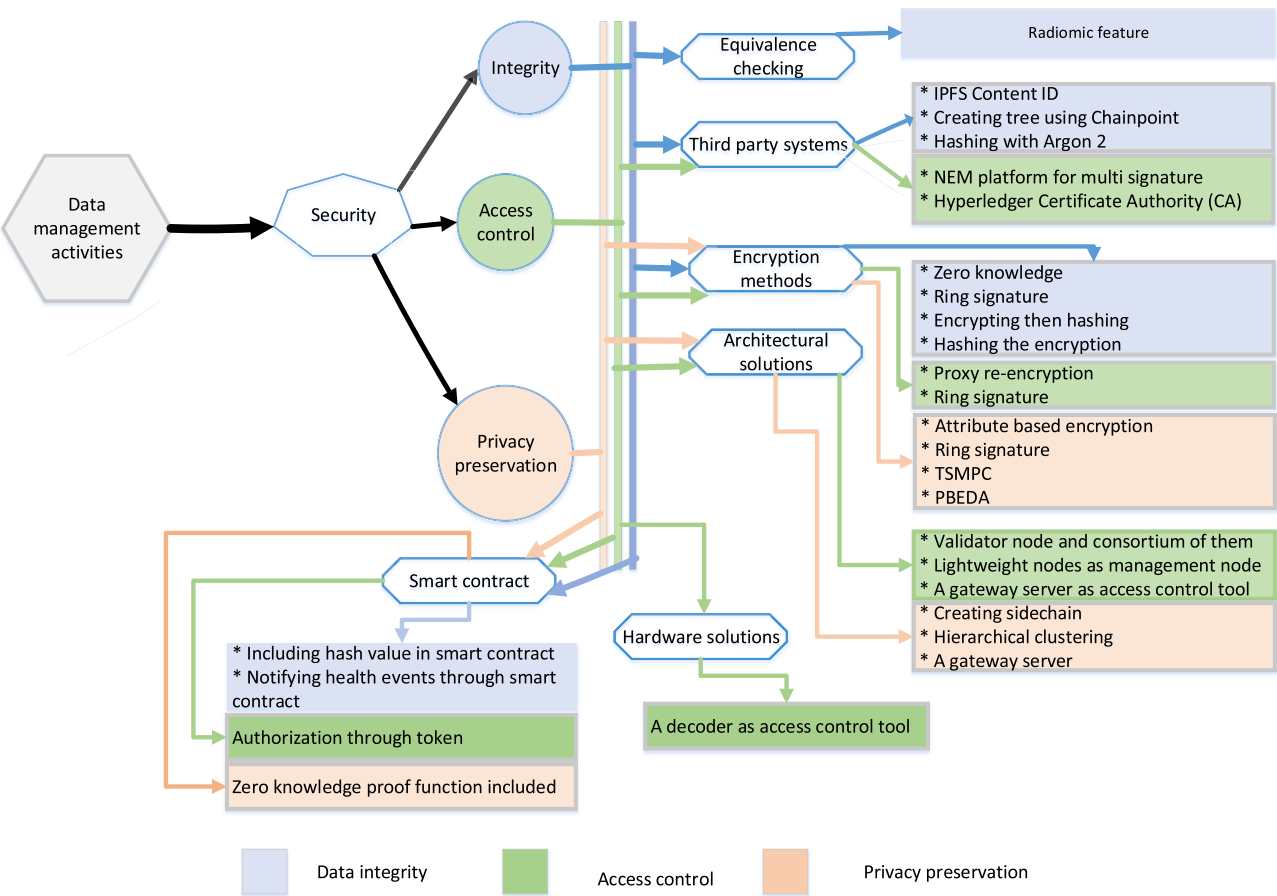 Data
management
activities
Security
Integrity
Access
control
Privacy
preservation
Equivalence
checking
Third party systems
Encryption
methods
Architectural
solutions
Smart contract
Hardware solutions
Radiomic feature
* IPFS Content ID
* Creating tree using Chainpoint
* Hashing with Argon 2
* NEM platform for multi signature
* Hyperledger Certificate Authority (CA)
* Zero knowledge
* Ring signature
* Encrypting then hashing
* Hashing the encryption
* Proxy re-encryption
* Ring signature
* Attribute based encryption
* Ring signature
* TSMPC
* PBEDA
* Validator node and consortium of them
* Lightweight nodes as management node
* A gateway server as access control tool
* Creating sidechain
* Hierarchical clustering
* A gateway server
* Including hash value in smart contract
* Notifying health events through smart
contract
Authorization through token
Zero knowledge proof function included
A decoder as access control tool
Data integrity
Access control
Privacy preservation